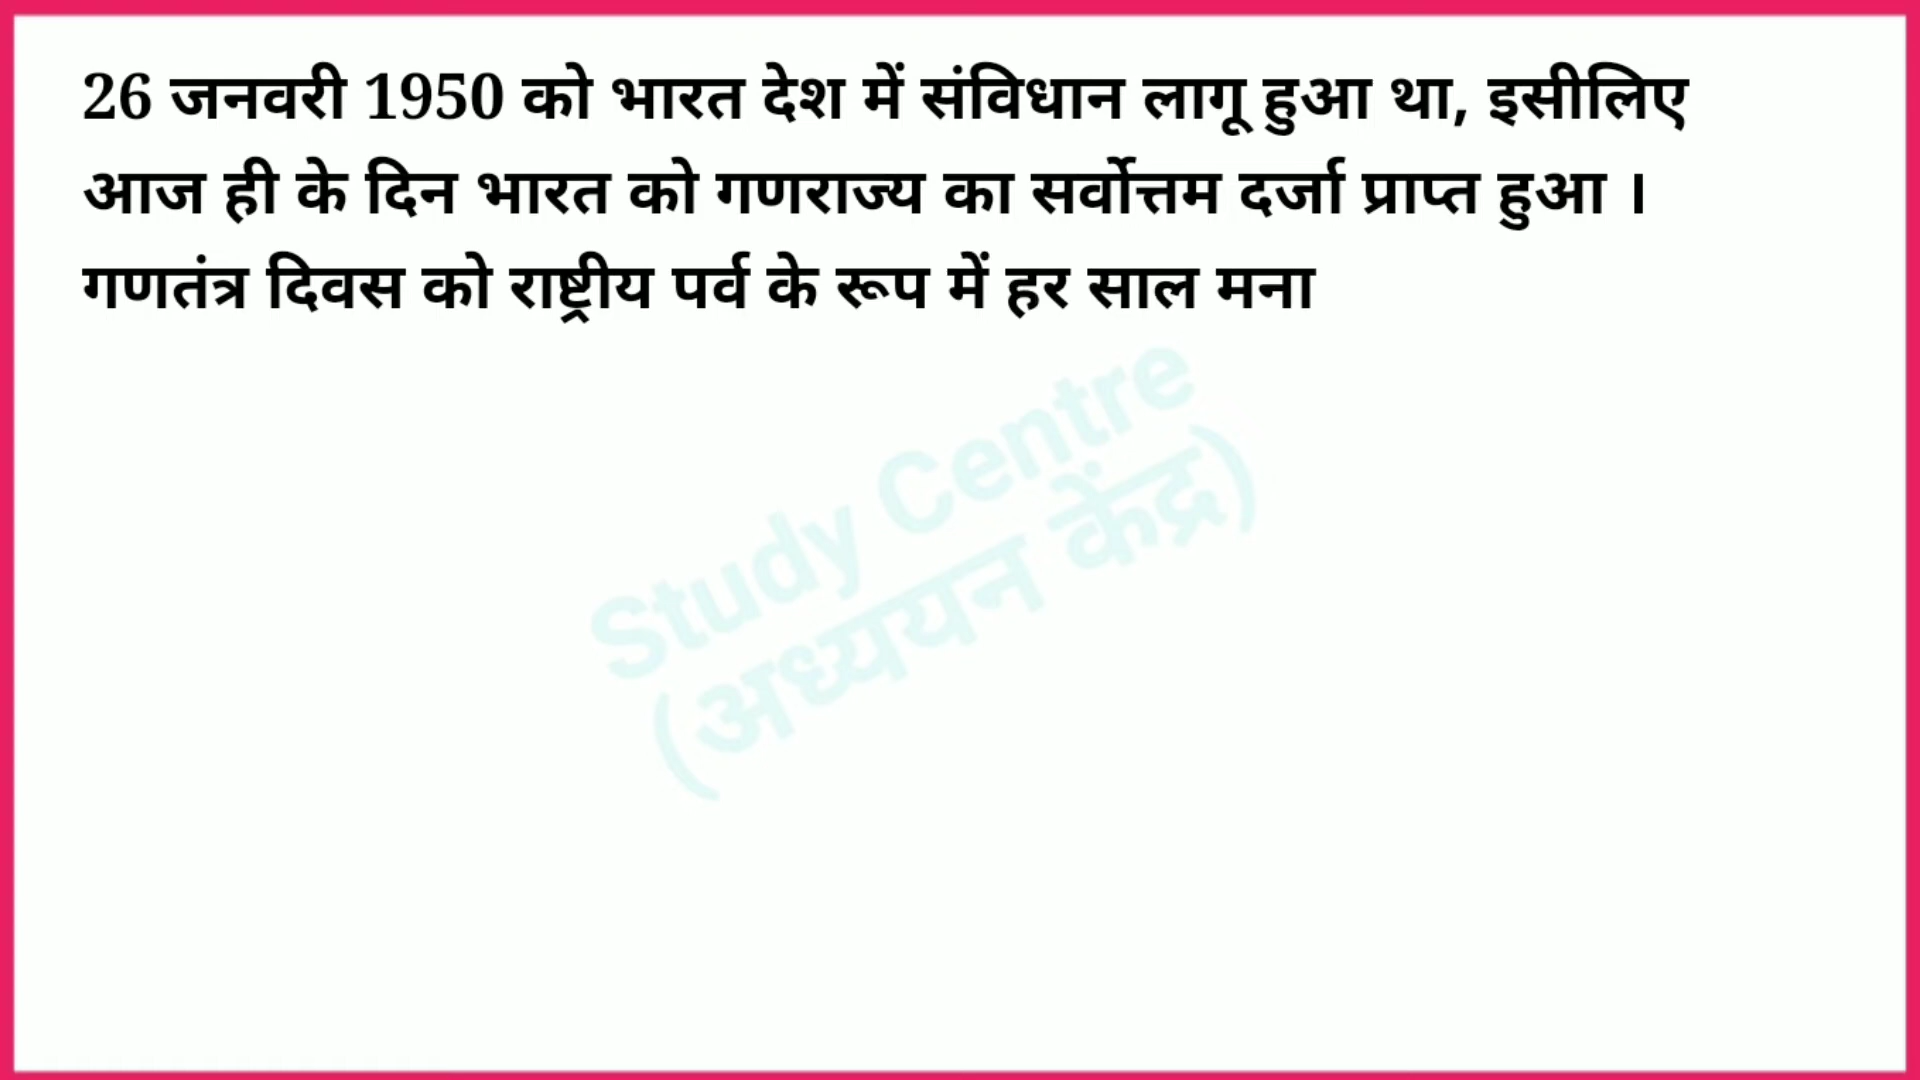 26 जनवरी 1950 को भारत देश में संविधान लागू हुआ था, इसीलिए
आज ही के दिन भारत को गणराज्य का सर्वोत्तम दर्जा प्राप्त हुआ ।
गणतंत्र दिवस को राष्ट्रीय पर्व के रूप में हर साल मना
Study Centre
(अध्ययन केंद्र)